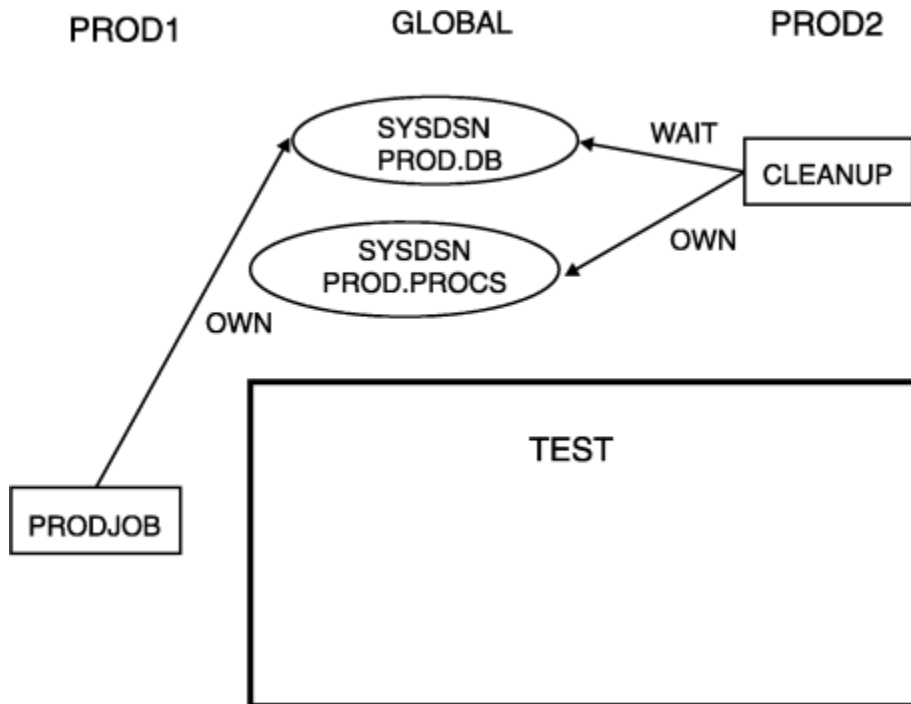 PROD1
GLOBAL
PROD2
SYSDSN
PROD.DB
WAIT
CLEANUP
OWN
SYSDSN
PROD.PROCS
OWN
TEST
PRODJOB